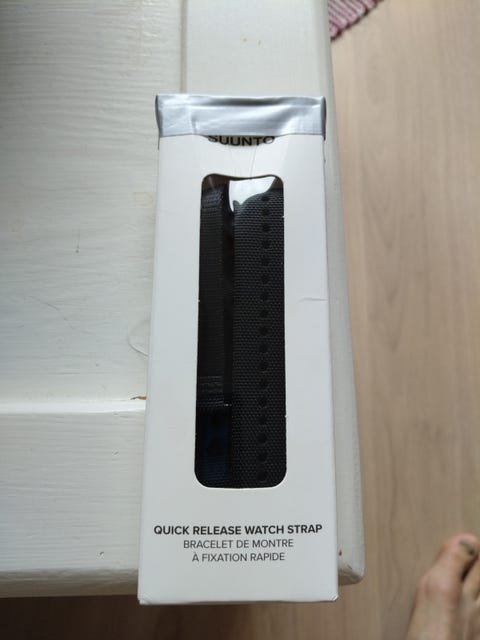 SUUNTO
QUICK RELEASE WATCH STRAP
BRACELET DE MONTRE
À FIXATION RAPIDE